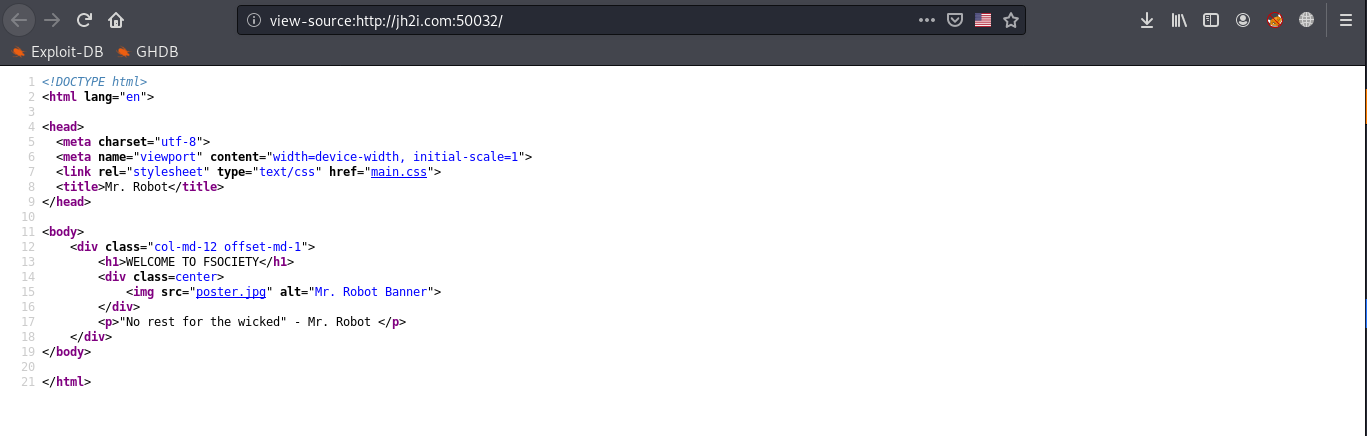 view-source:http://jh2i.com:50032/
Exploit-DB GHDB
1 <!DOCTYPE html>
2 <html lang="en">
3
4 <head>
5   <meta charset="utf-8">
6   <meta name="viewport" content="width=device-width, initial-scale=1">
7   <link rel="stylesheet" type="text/css" href="main.css">
8   <title>Mr. Robot</title>
9 </head>
10
11 <body>
12     <div class="col-md-12 offset-md-1">
13         <h1>WELCOME TO FSOCIETY</h1>
14         <div class=center>
15             <img src="poster.jpg" alt="Mr. Robot Banner">
16         </div>
17         <p>"No rest for the wicked" - Mr. Robot </p>
18     </div>
19 </body>
20
21 </html>